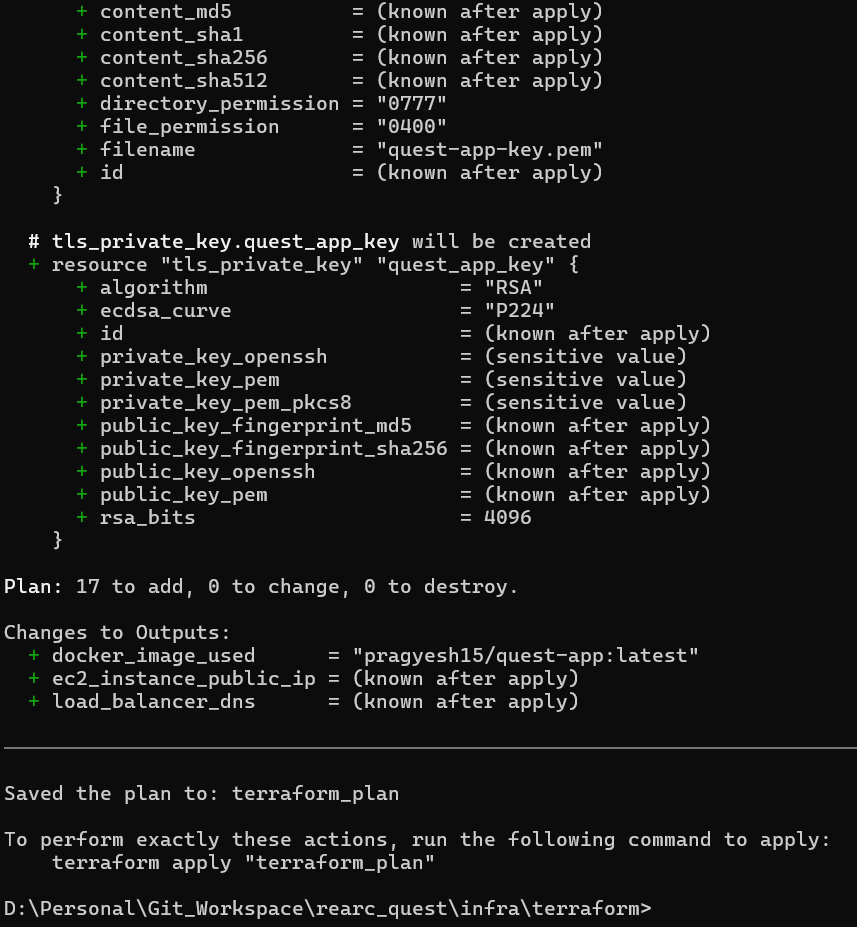 + content_md5          = (known after apply)
+ content_sha1         = (known after apply)
+ content_sha256       = (known after apply)
+ content_sha512       = (known after apply)
+ directory_permission = "0777"
+ file_permission      = "0400"
+ filename             = "quest-app-key.pem"
+ id                   = (known after apply)
}
# tls_private_key.quest_app_key will be created
+ resource "tls_private_key" "quest_app_key" {
+ algorithm                     = "RSA"
+ ecdsa_curve                   = "P224"
+ id                            = (known after apply)
+ private_key_openssh           = (sensitive value)
+ private_key_pem               = (sensitive value)
+ private_key_pem_pkcs8         = (sensitive value)
+ public_key_fingerprint_md5    = (known after apply)
+ public_key_fingerprint_sha256 = (known after apply)
+ public_key_openssh            = (known after apply)
+ public_key_pem                = (known after apply)
+ rsa_bits                      = 4096
}
Plan: 17 to add, 0 to change, 0 to destroy.
Changes to Outputs:
+ docker_image_used      = "pragyesh15/quest-app:latest"
+ ec2_instance_public_ip = (known after apply)
+ load_balancer_dns      = (known after apply)
Saved the plan to: terraform_plan
To perform exactly these actions, run the following command to apply:
terraform apply "terraform_plan"
D:\Personal\Git_Workspace\rearc_quest\infra\terraform>